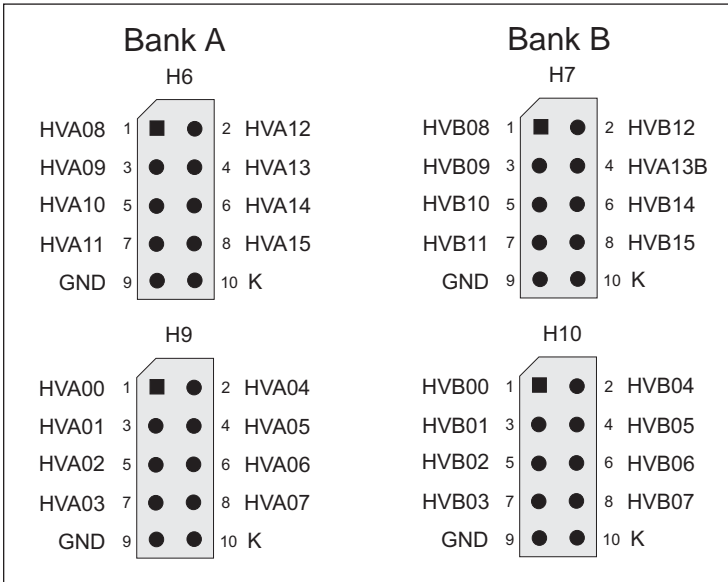 Bank A
Bank B
H6
HVA08 1 2 HVA12
HVA09 3 4 HVA13
HVA10 5 6 HVA14
HVA11 7 8 HVA15
GND 9 10 K
H7
HVB08 1 2 HVB12
HVB09 3 4 HVA13B
HVB10 5 6 HVB14
HVB11 7 8 HVB15
GND 9 10 K
H9
HVA00 1 2 HVA04
HVA01 3 4 HVA05
HVA02 5 6 HVA06
HVA03 7 8 HVA07
GND 9 10 K
H10
HVB00 1 2 HVB04
HVB01 3 4 HVB05
HVB02 5 6 HVB06
HVB03 7 8 HVB07
GND 9 10 K